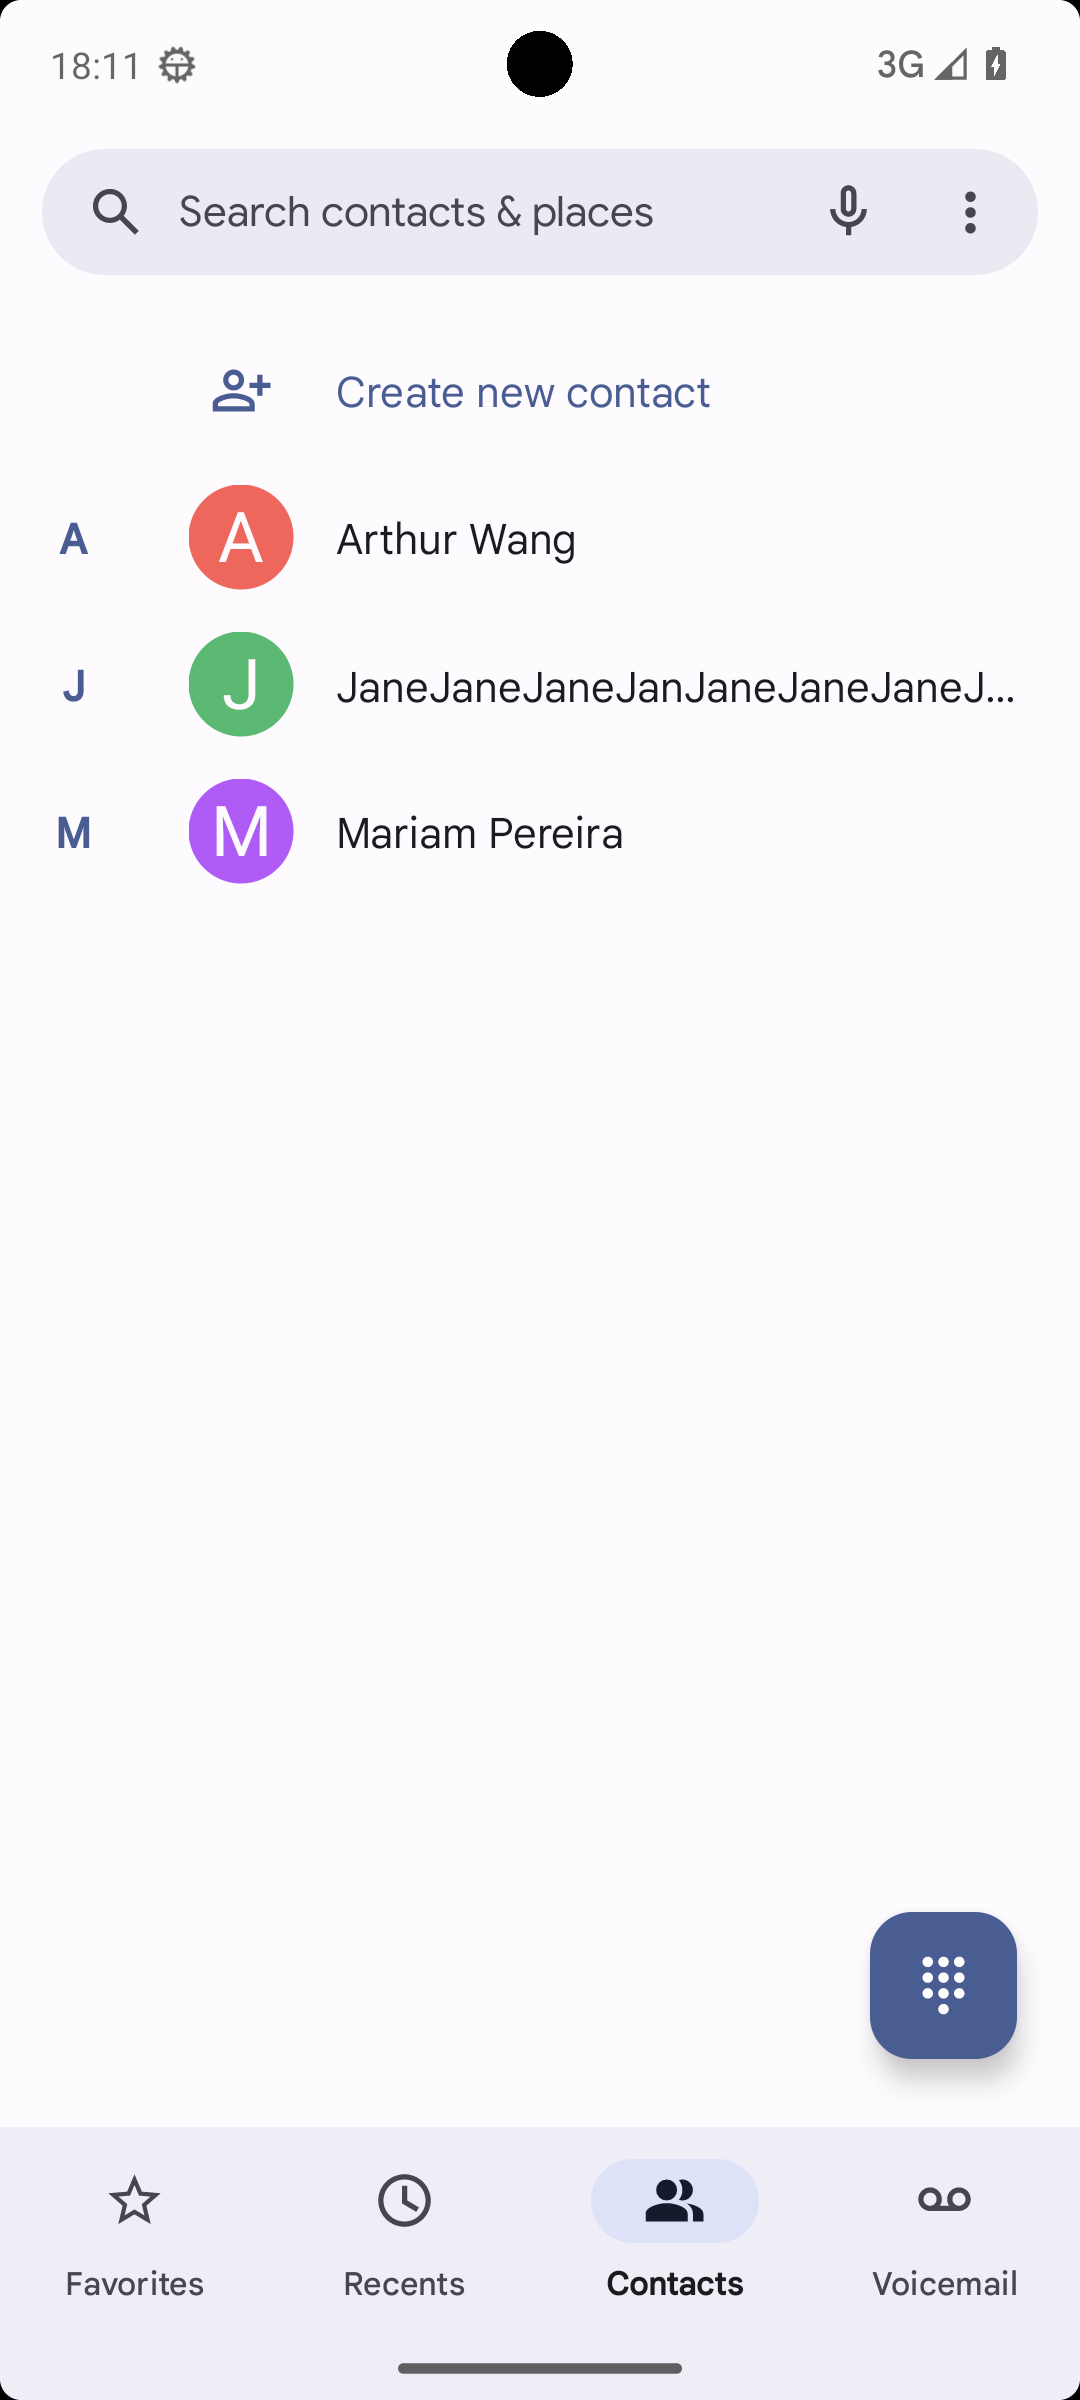 18:11
3G
Search contacts & places
Create new contact
A
A
Arthur Wang
J
J
JaneJaneJaneJanJaneJaneJaneJ...
M
M
Mariam Pereira
Favorites
Recents
Contacts
Voicemail